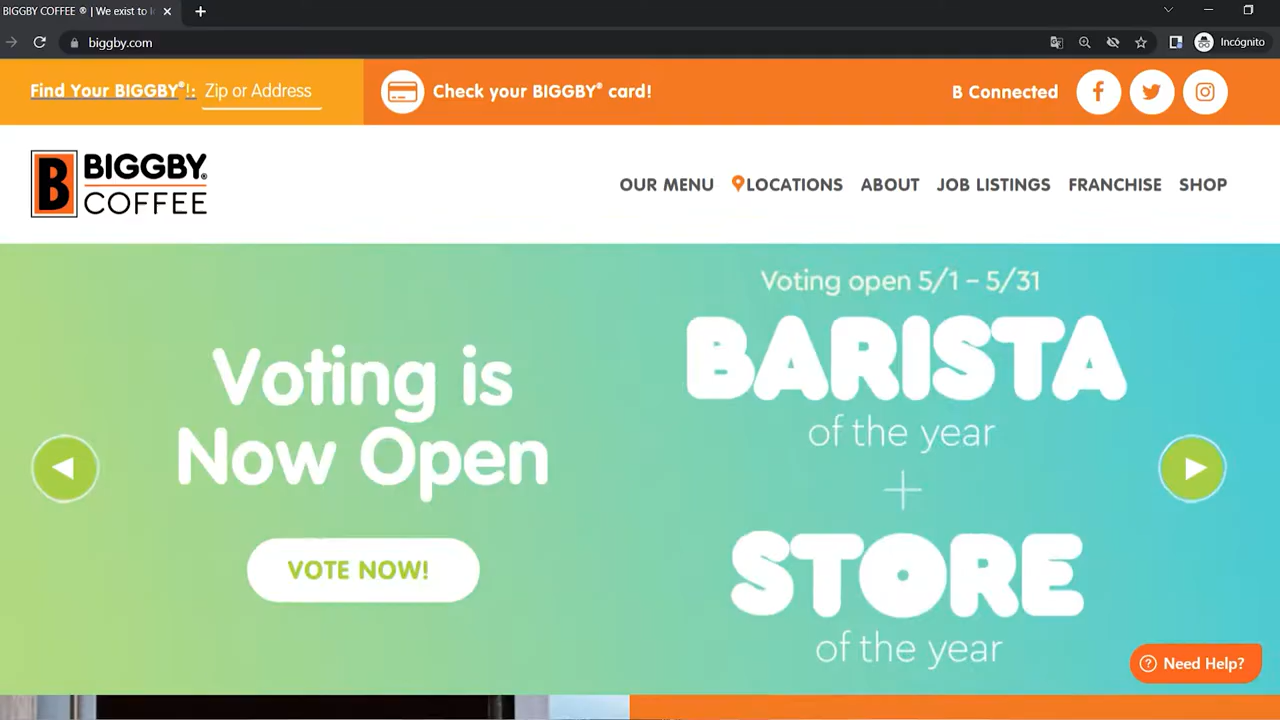 BIGGBY COFFEE ® | We exist to l
biggby.com
Incógnito
Find Your BIGGBY®!: Zip or Address
Check your BIGGBY® card!
B Connected
B BIGGBY®
COFFEE
OUR MENU LOCATIONS ABOUT JOB LISTINGS FRANCHISE SHOP
Voting is
Now Open
VOTE NOW!
Voting open 5/1 – 5/31
BARISTA
of the year
+
STORE
of the year
Need Help?